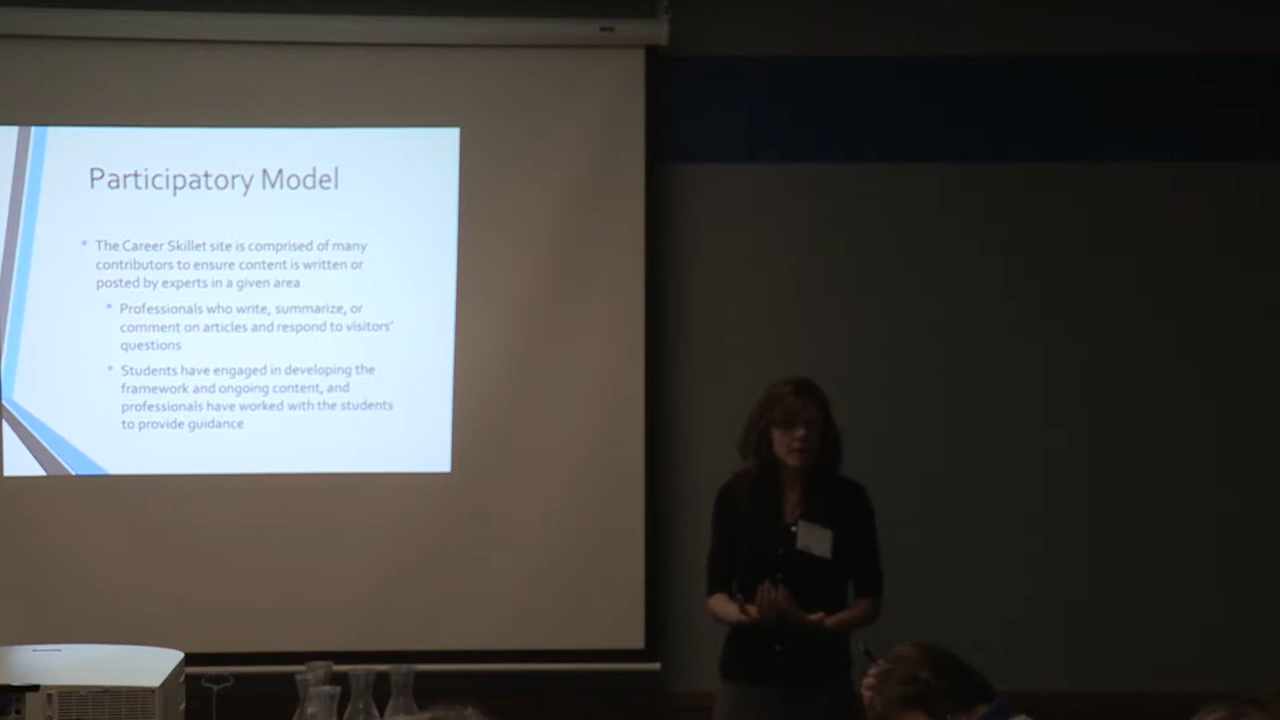 Participatory Model
* The Career Skillet site is comprised of many
contributors to ensure content is written or
posted by experts in a given area
* Professionals who write, summarize, or
comment on articles and respond to visitors'
questions
* Students have engaged in developing the
framework and ongoing content, and
professionals have worked with the students
to provide guidance